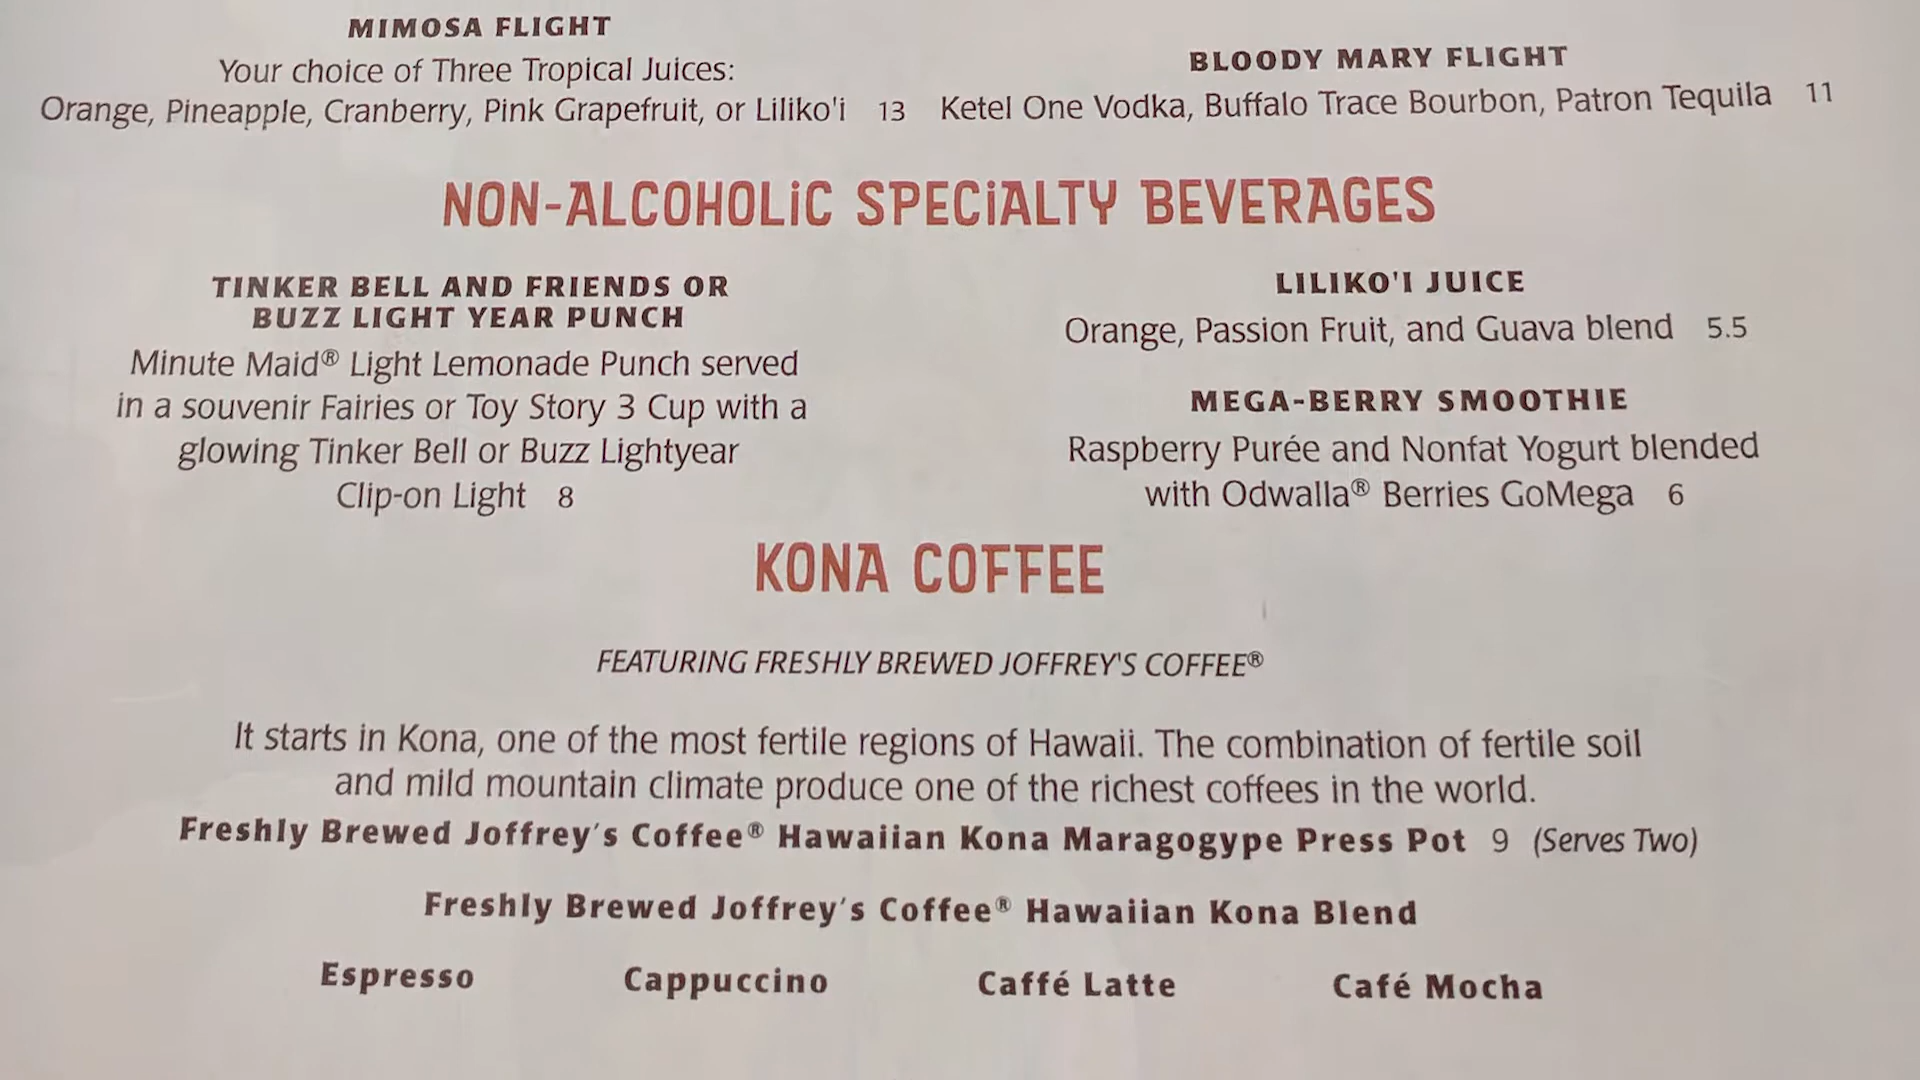 MIMOSA FLIGHT
Your choice of Three Tropical Juices:
Orange, Pineapple, Cranberry, Pink Grapefruit, or Liliko'i 13
BLOODY MARY FLIGHT
Ketel One Vodka, Buffalo Trace Bourbon, Patron Tequila 11
NON-ALCOHOLiC SPECiALTY BEVERAGES
TINKER BELL AND FRIENDS OR
BUZZ LIGHT YEAR PUNCH
Minute Maid® Light Lemonade Punch served
in a souvenir Fairies or Toy Story 3 Cup with a
glowing Tinker Bell or Buzz Lightyear
Clip-on Light 8
LILIKO'I JUICE
Orange, Passion Fruit, and Guava blend 5.5
MEGA-BERRY SMOOTHIE
Raspberry Purée and Nonfat Yogurt blended
with Odwalla® Berries GoMega 6
KONA COFFEE
FEATURING FRESHLY BREWED JOFFREY'S COFFEE®
It starts in Kona, one of the most fertile regions of Hawaii. The combination of fertile soil
and mild mountain climate produce one of the richest coffees in the world.
Freshly Brewed Joffrey's Coffee® Hawaiian Kona Maragogype Press Pot 9 (Serves Two)
Freshly Brewed Joffrey's Coffee® Hawaiian Kona Blend
Espresso Cappuccino Caffé Latte Café Mocha